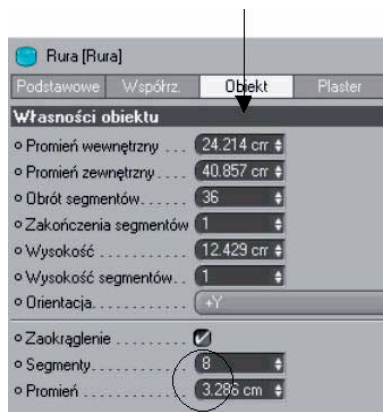 Rura [Rura]
Podstawowe Współrz. Obiekt Plaster
Własności obiektu
Promień wewnętrzny . . . 24.214 cm
Promień zewnętrzny . . . . 40.857 cm
Obrót segmentów. . . . . . 36
Zakończenia segmentów 1
Wysokość . . . . . . . . . . . 12.429 cm
Wysokość segmentów. . 1
Orientacja. . . . . . . . . . . . +Y
Zaokrąglenie . . . . . . . . .
Segmenty. . . . . . . . . . . . 8
Promień . . . . . . . . . . . . . 3.286 cm